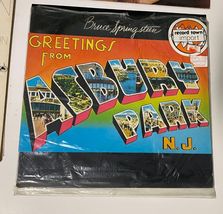 Bruce Springsteen
record town
import
GREETINGS
FROM
ASBURY
PARK
N.J.